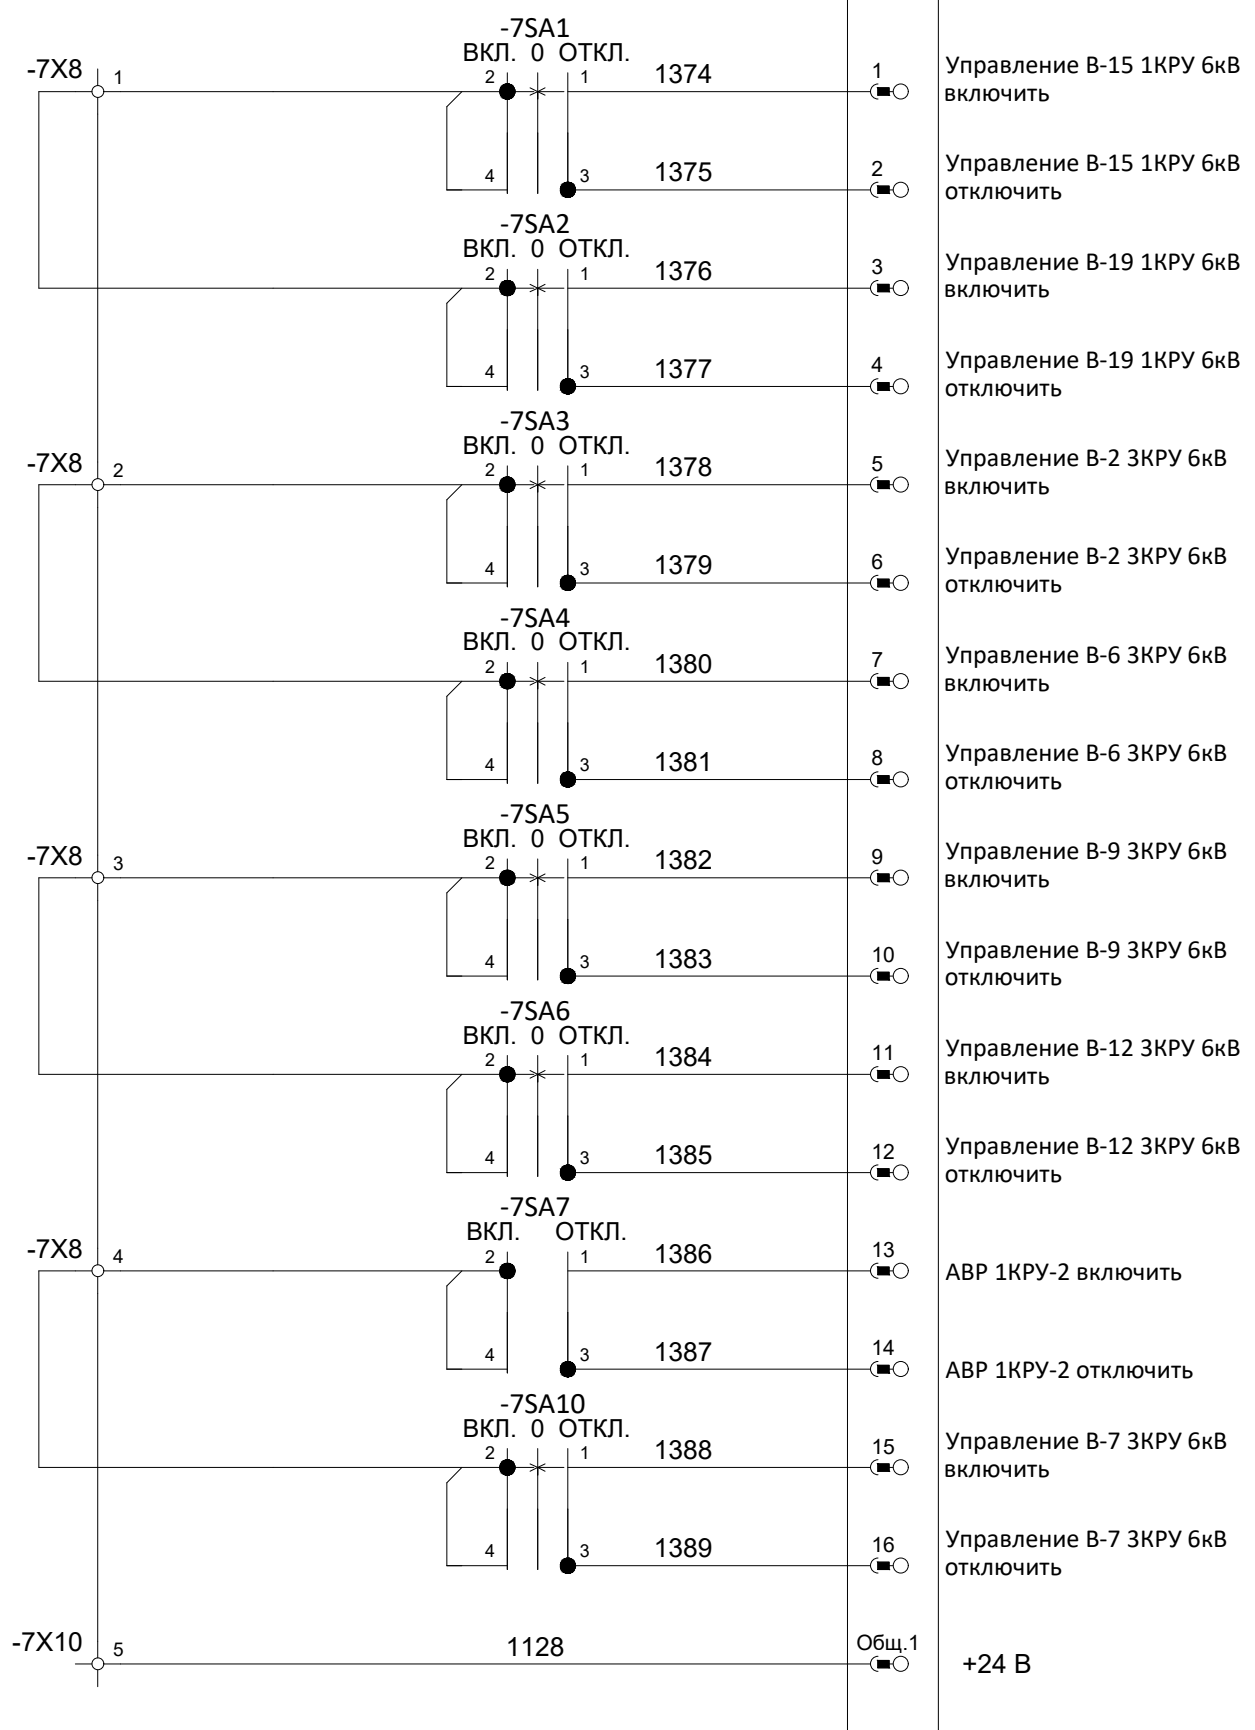 -7SA1
ВКЛ. 0 ОТКЛ.
-7X8 1 2 1 1374 1 Управление В-15 1КРУ 6кВ
включить
4 3 1375 2 Управление В-15 1КРУ 6кВ
отключить
-7SA2
ВКЛ. 0 ОТКЛ.
2 1 1376 3 Управление В-19 1КРУ 6кВ
включить
4 3 1377 4 Управление В-19 1КРУ 6кВ
отключить
-7SA3
ВКЛ. 0 ОТКЛ.
-7X8 2 2 1 1378 5 Управление В-2 3КРУ 6кВ
включить
4 3 1379 6 Управление В-2 3КРУ 6кВ
отключить
-7SA4
ВКЛ. 0 ОТКЛ.
2 1 1380 7 Управление В-6 3КРУ 6кВ
включить
4 3 1381 8 Управление В-6 3КРУ 6кВ
отключить
-7SA5
ВКЛ. 0 ОТКЛ.
-7X8 3 2 1 1382 9 Управление В-9 3КРУ 6кВ
включить
4 3 1383 10 Управление В-9 3КРУ 6кВ
отключить
-7SA6
ВКЛ. 0 ОТКЛ.
2 1 1384 11 Управление В-12 3КРУ 6кВ
включить
4 3 1385 12 Управление В-12 3КРУ 6кВ
отключить
-7SA7
ВКЛ. ОТКЛ.
-7X8 4 2 1 1386 13 АВР 1КРУ-2 включить
4 3 1387 14 АВР 1КРУ-2 отключить
-7SA10
ВКЛ. 0 ОТКЛ.
2 1 1388 15 Управление В-7 3КРУ 6кВ
включить
4 3 1389 16 Управление В-7 3КРУ 6кВ
отключить
-7X10 5 1128 Общ.1 +24 В